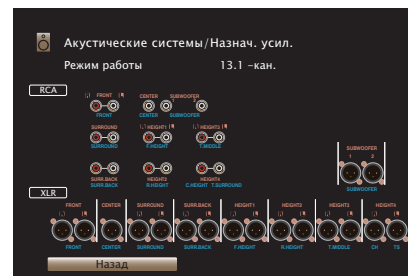 Акустические системы/Назнач. усил.
Режим работы 13.1 -кан.
RCA
FRONT CENTER SUBWOOFER
FRONT CENTER SUBWOOFER
SURROUND HEIGHT1 HEIGHT3
SURROUND F.HEIGHT T.MIDDLE
SUBWOOFER
1 2
SURR.BACK HEIGHT2 HEIGHT4
SURR.BACK R.HEIGHT C.HEIGHT T.SURROUND
SUBWOOFER
XLR
FRONT CENTER SURROUND SURR.BACK HEIGHT1 HEIGHT2 HEIGHT3 HEIGHT4
FRONT CENTER SURROUND SURR.BACK F.HEIGHT R.HEIGHT T.MIDDLE CH TS
Назад